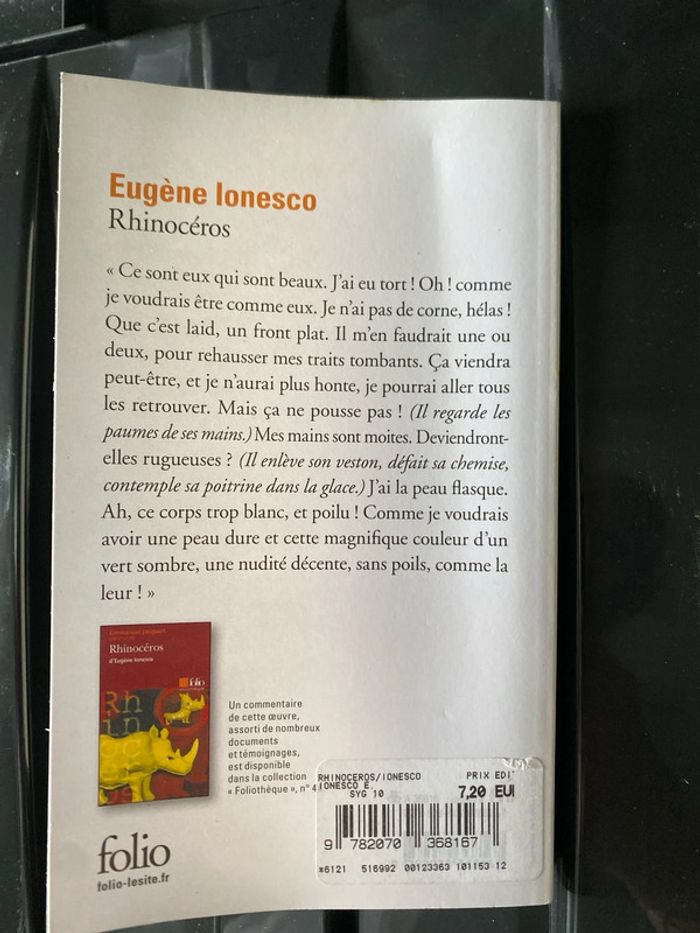 Eugène Ionesco
Rhinocéros
« Ce sont eux qui sont beaux. J'ai eu tort ! Oh ! comme
je voudrais être comme eux. Je n'ai pas de corne, hélas !
Que c'est laid, un front plat. Il m'en faudrait une ou
deux, pour rehausser mes traits tombants. Ça viendra
peut-être, et je n'aurai plus honte, je pourrai aller tous
les retrouver. Mais ça ne pousse pas ! (Il regarde les
paumes de ses mains.) Mes mains sont moites. Deviendront-
elles rugueuses ? (Il enlève son veston, défait sa chemise,
contemple sa poitrine dans la glace.) J'ai la peau flasque.
Ah, ce corps trop blanc, et poilu ! Comme je voudrais
avoir une peau dure et cette magnifique couleur d'un
vert sombre, une nudité décente, sans poils, comme la
leur ! »
Rhinocéros
d'Eugène Ionesco
folio
Rh
in
oc
Un commentaire
de cette œuvre,
assorti de nombreux
documents
et témoignages,
est disponible
dans la collection
« Foliothèque », n° 4
RHINOCEROS/IONESCO PRIX EDI
IONESCO E.
SYG 10 7,20 EU
9 782070 368167
*6121 516992 00123363 101153 12
folio
folio-lesite.fr